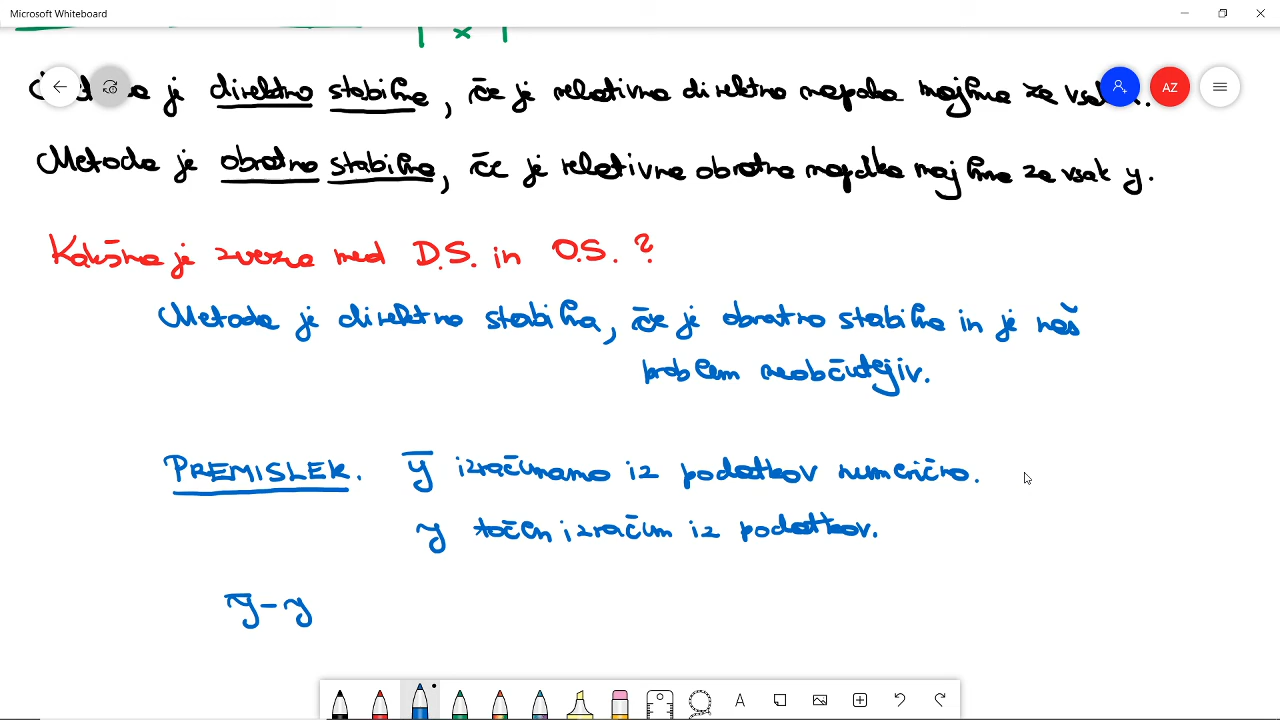 Microsoft Whiteboard
je direktno stabilna, če je relativna direktna napaka majhna za vsak
AZ
Metoda je obratno stabilna, če je relativna obratna napaka majhna za vsak y.
Kakšna je zveza med D.S. in O.S.?
Metoda je direktno stabilna, če je obratno stabilna in je naš
problem neobčutljiv.
PREMISLEK. y̅ izračunamo iz podatkov numerično.
y točen izračun iz podatkov.
y̅ - y
A